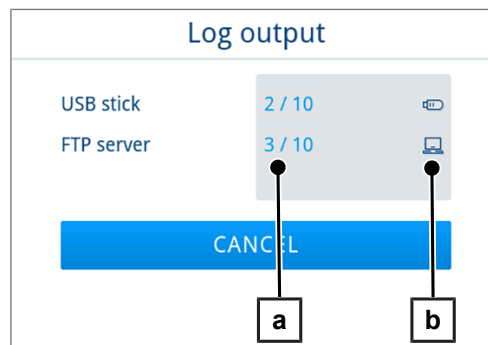 Log output
USB stick 2 / 10
FTP server 3 / 10
CANCEL
a b